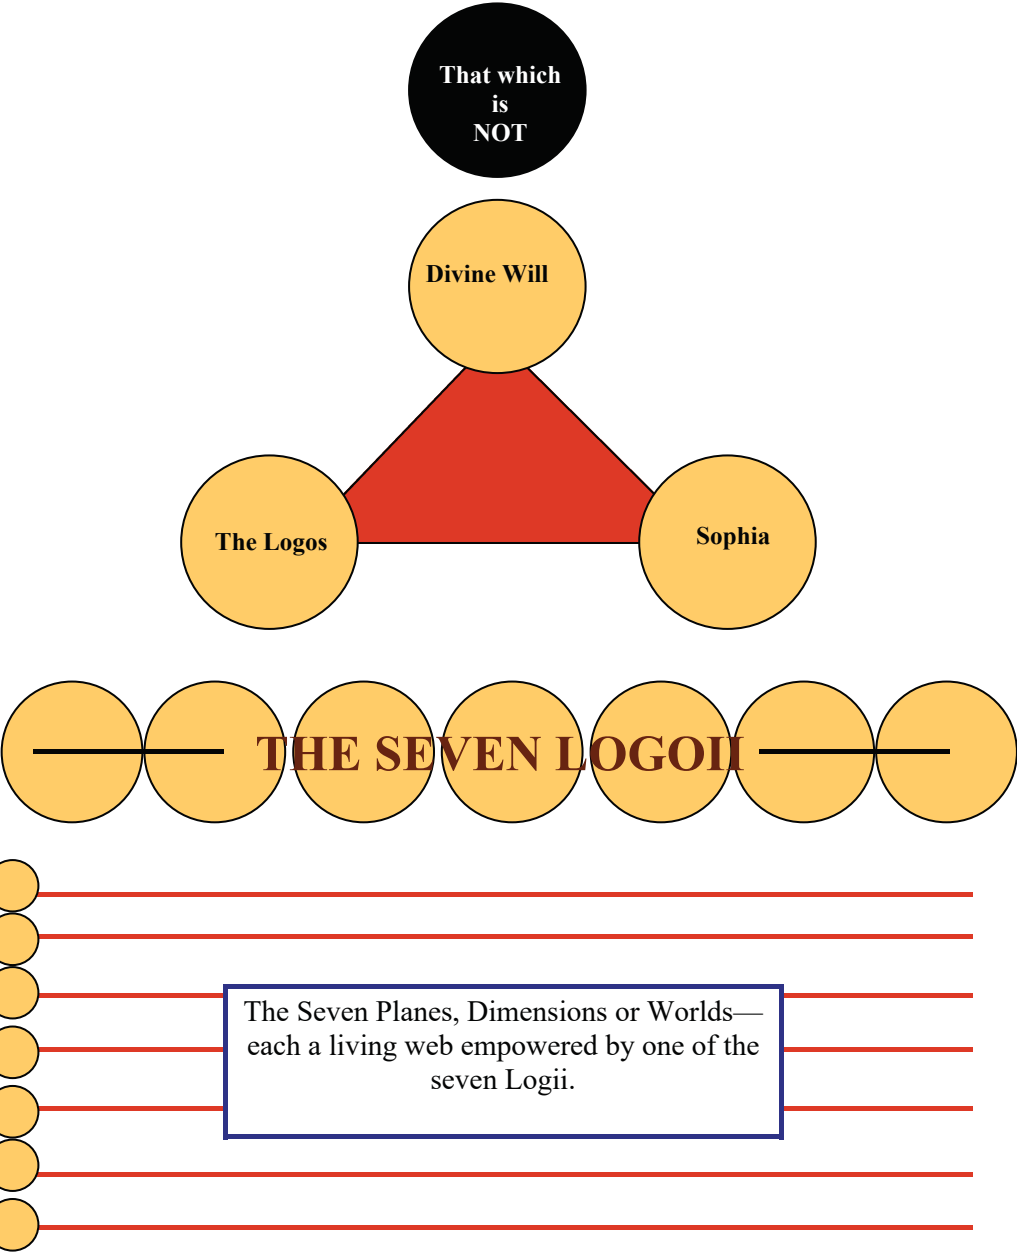 That which
is
NOT
Divine Will
The Logos
Sophia
THE SEVEN LOGOII
The Seven Planes, Dimensions or Worlds—
each a living web empowered by one of the
seven Logii.